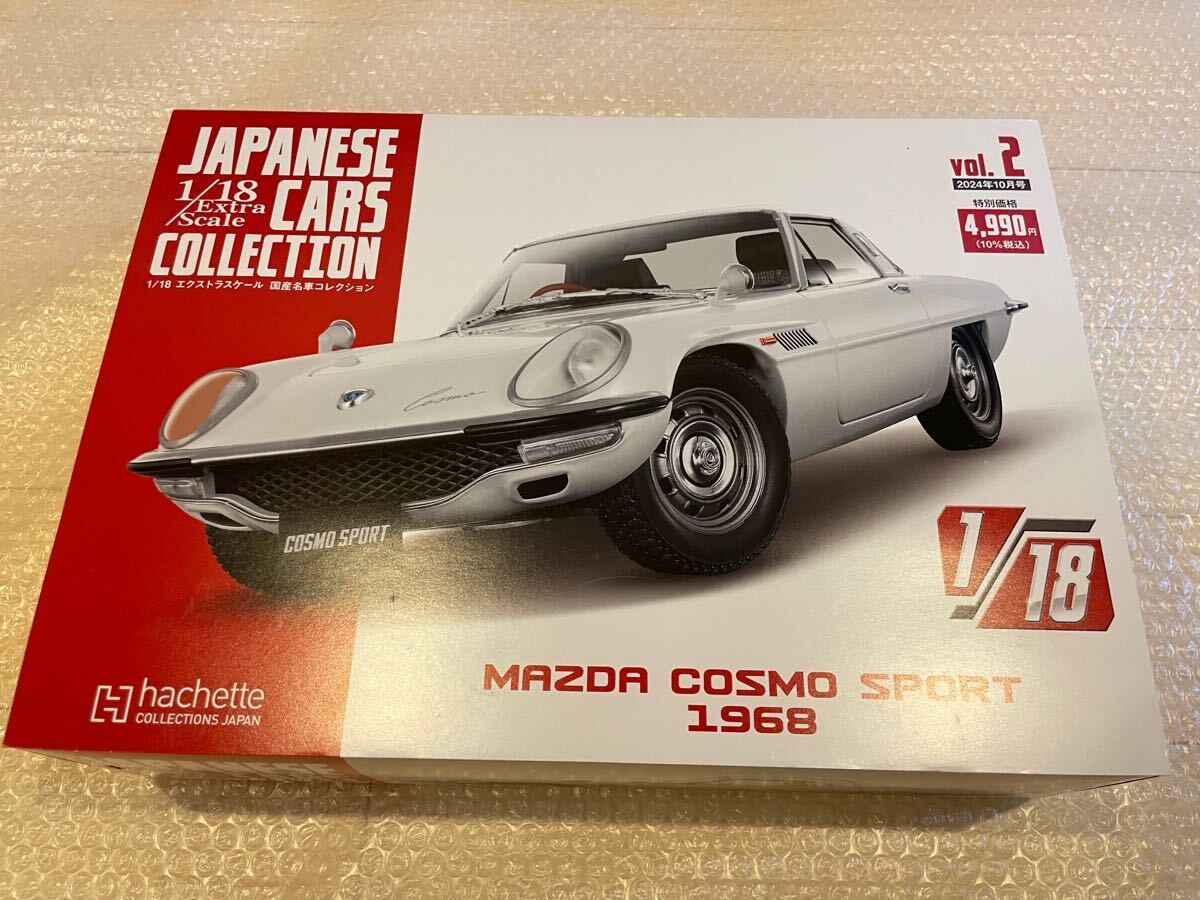 JAPANESE
1/18 CARS
Extra
Scale
COLLECTION
1/18 エクストラスケール 国産名車コレクション
vol. 2
2024年10月号
特別価格
4,990円
(10%税込)
Cosmo
COSMO SPORT
1/18
MAZDA COSMO SPORT
1968
hachette
COLLECTIONS JAPAN